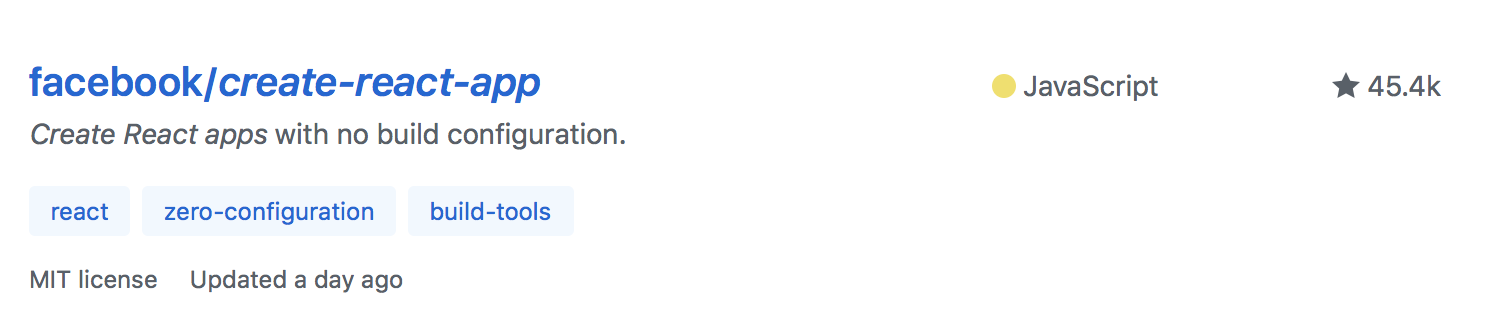 facebook/create-react-app JavaScript 45.4k
Create React apps with no build configuration.
react zero-configuration build-tools
MIT license Updated a day ago